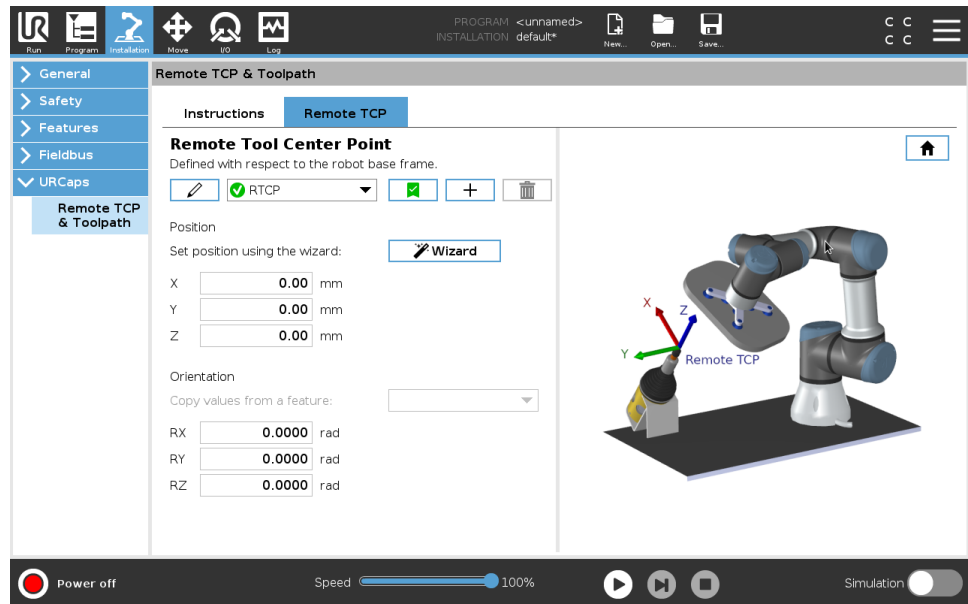 PROGRAM <unnamed>
INSTALLATION default*
UR
Run
Program
Installation
Move
I/O
Log
New...
Open...
Save...
C C
C C
General
Safety
Features
Fieldbus
URCaps
Remote TCP
& Toolpath
Remote TCP & Toolpath
Instructions
Remote TCP
Remote Tool Center Point
Defined with respect to the robot base frame.
RTCP
Position
Set position using the wizard:
Wizard
X 0.00 mm
Y 0.00 mm
Z 0.00 mm
Orientation
Copy values from a feature:
RX 0.0000 rad
RY 0.0000 rad
RZ 0.0000 rad
X
Z
Y
Remote TCP
Power off
Speed
100%
Simulation